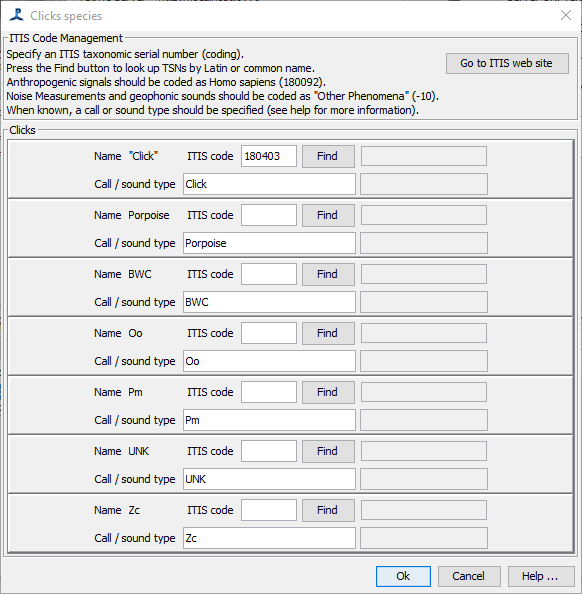 Clicks species
ITIS Code Management
Specify an ITIS taxonomic serial number (coding).
Press the Find button to look up TSNs by Latin or common name.
Anthropogenic signals should be coded as Homo sapiens (180092).
Noise Measurements and geophonic sounds should be coded as "Other Phenomena" (-10).
When known, a call or sound type should be specified (see help for more information).
Go to ITIS web site
Clicks
Name "Click" ITIS code 180403 Find
Call / sound type Click
Name Porpoise ITIS code Find
Call / sound type Porpoise
Name BWC ITIS code Find
Call / sound type BWC
Name Oo ITIS code Find
Call / sound type Oo
Name Pm ITIS code Find
Call / sound type Pm
Name UNK ITIS code Find
Call / sound type UNK
Name Zc ITIS code Find
Call / sound type Zc
Ok Cancel Help ...